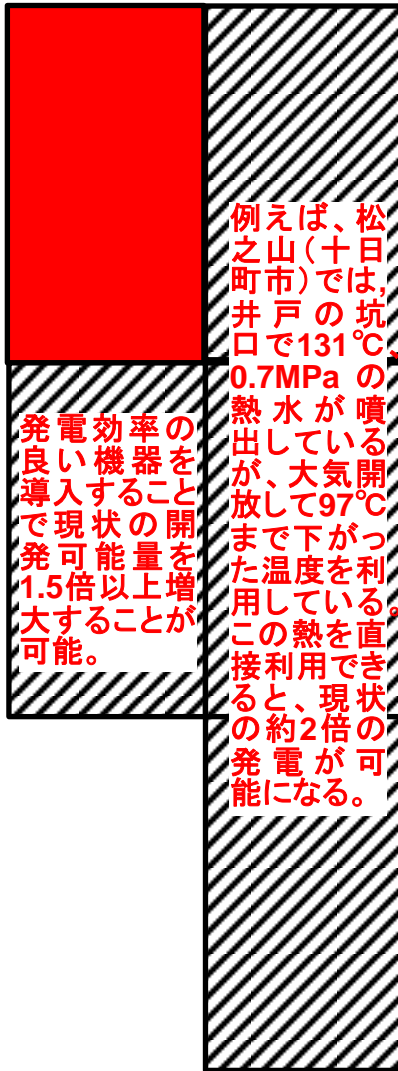 発電効率の
良い機器を
導入すること
で現状の開
発可能量を
1.5倍以上増
大することが
可能。
例えば、松
之山（十日
町市）では,
井戸の坑
口で131℃、
0.7MPaの
熱水が噴
出している
が、大気開
放して97℃
まで下がっ
た温度を利
用している。
この熱を直
接利用でき
ると、現状
の約2倍の
発電が可
能になる。